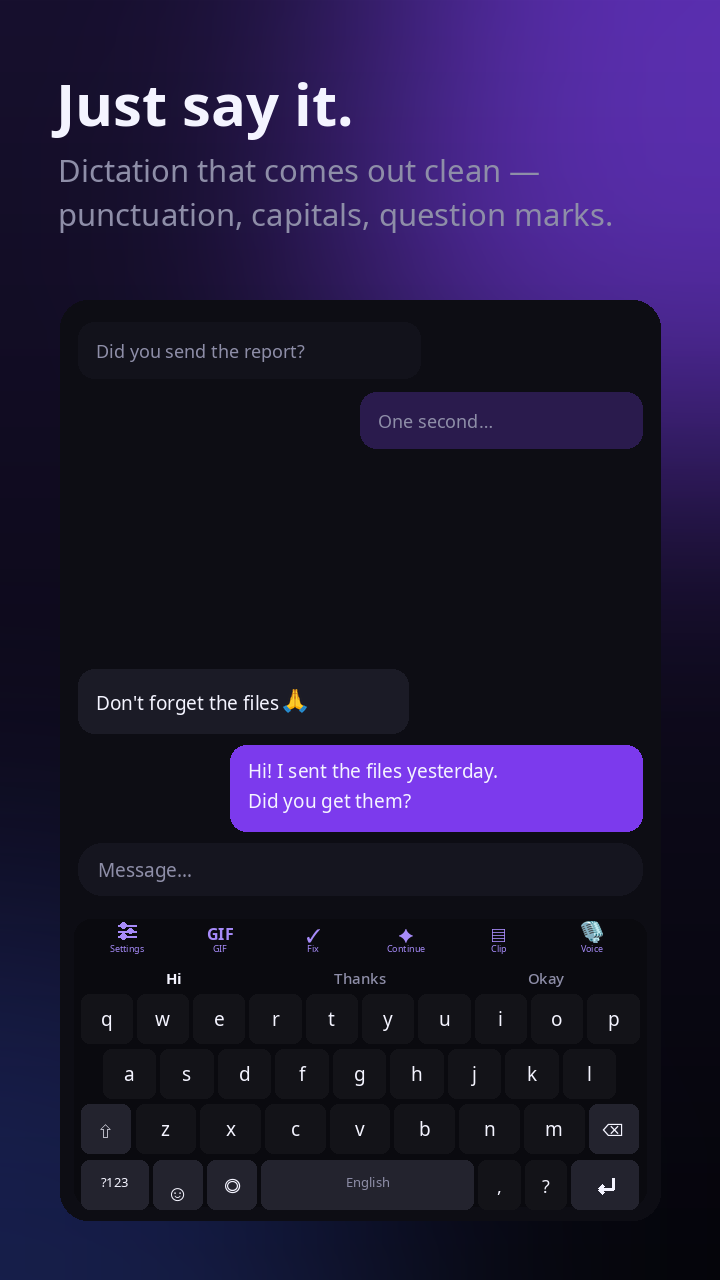 Just say it.
Dictation that comes out clean —
punctuation, capitals, question marks.
Did you send the report?
One second...
Don't forget the files🙏
Hi! I sent the files yesterday.
Did you get them?
Message...
GIF
Settings GIF Fix Continue Clip Voice
Hi Thanks Okay
q w e r t y u i o p
a s d f g h j k l
z x c v b n m
?123 English , ?